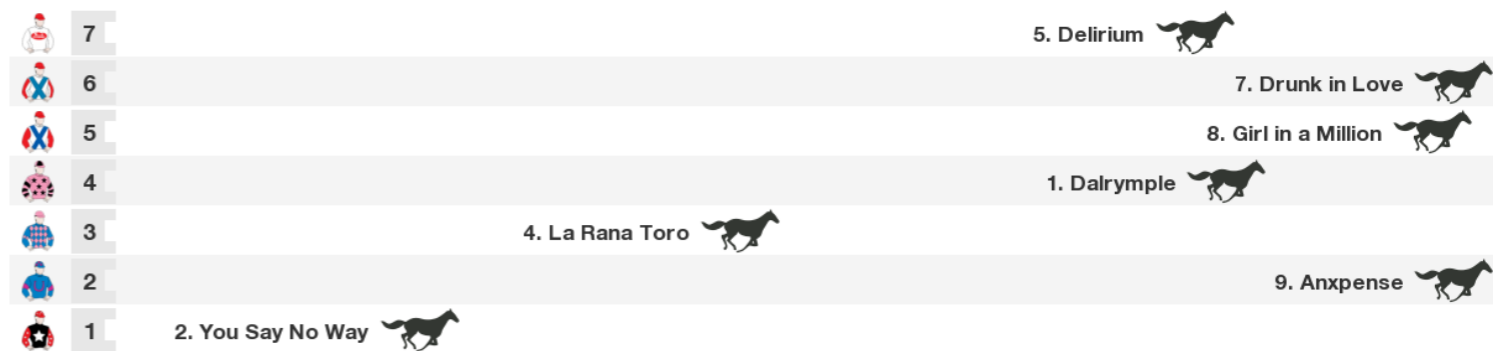 7 5. Delirium
6 7. Drunk in Love
5 8. Girl in a Million
4 1. Dalrymple
3 4. La Rana Toro
2 9. Anxpense
1 2. You Say No Way